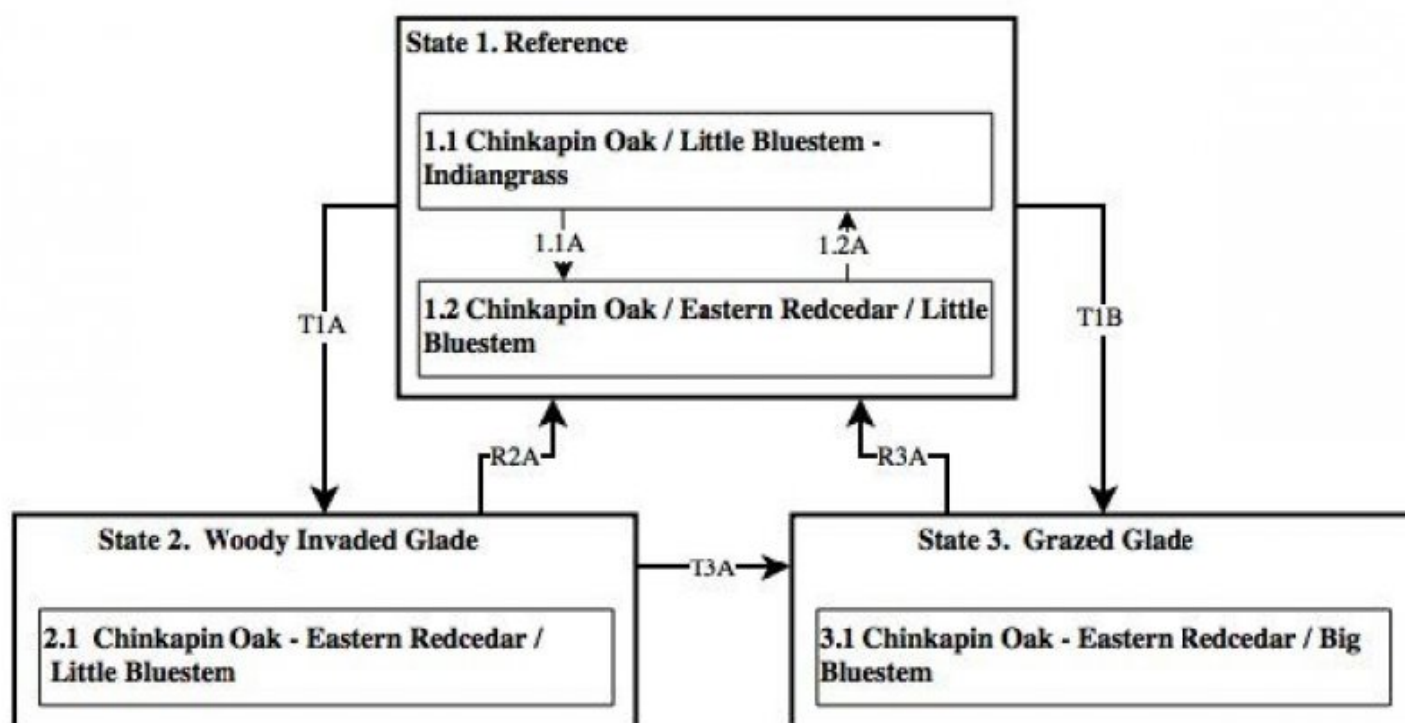 State 1. Reference
1.1 Chinkapin Oak / Little Bluestem -
Indiangrass
1.1A
1.2A
1.2 Chinkapin Oak / Eastern Redcedar / Little
Bluestem
T1A
T1B
R2A
R3A
State 2. Woody Invaded Glade
2.1 Chinkapin Oak - Eastern Redcedar /
Little Bluestem
T3A
State 3. Grazed Glade
3.1 Chinkapin Oak - Eastern Redcedar / Big
Bluestem